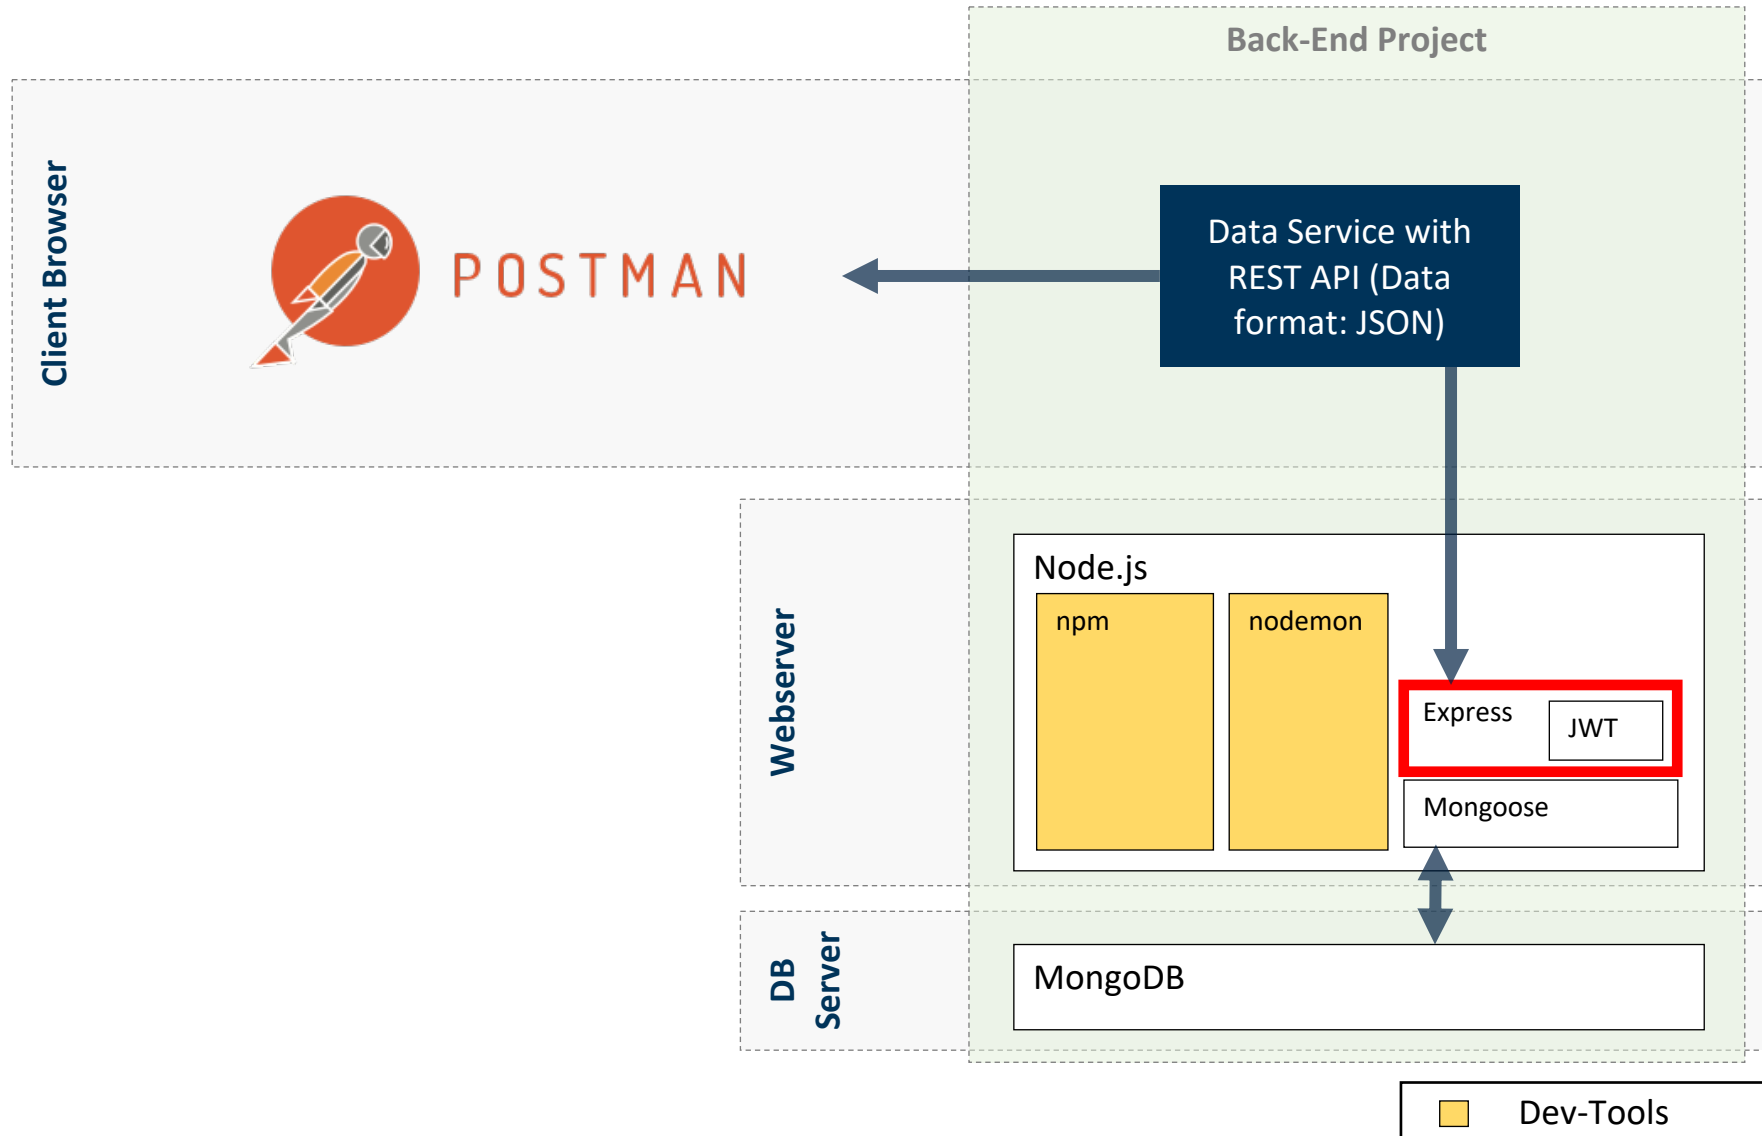 Back-End Project
Client Browser
POSTMAN
Data Service with
REST API (Data
format: JSON)
Webserver
Node.js
npm
nodemon
Express
JWT
Mongoose
DB
Server
MongoDB
Dev-Tools